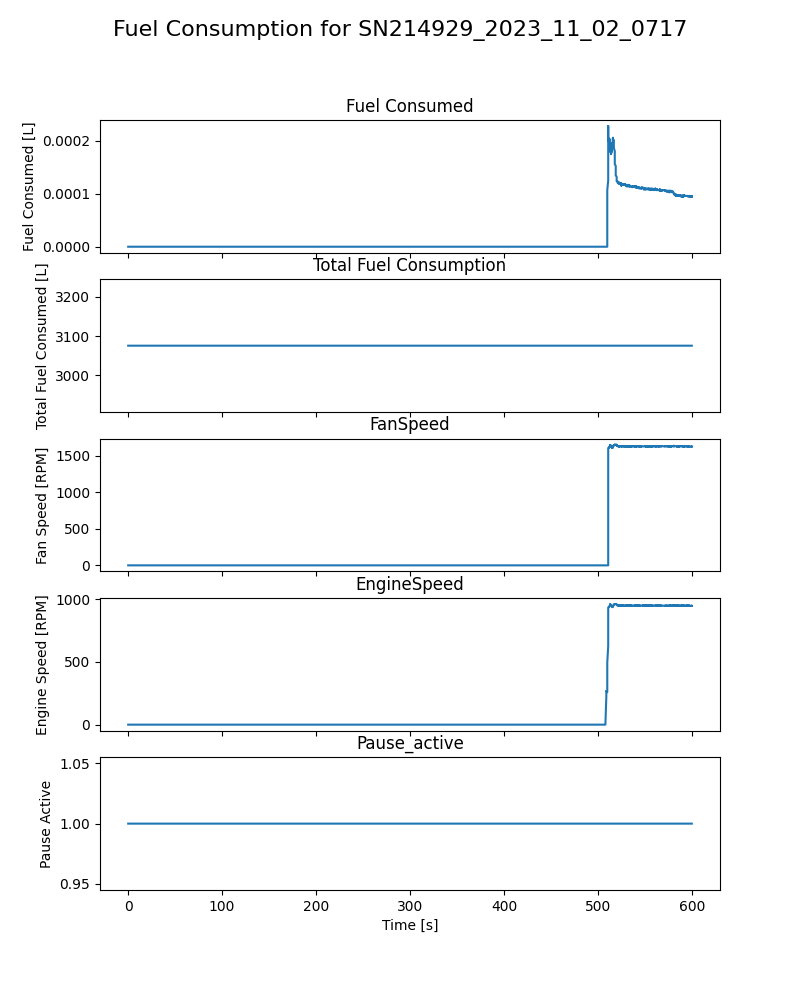 Fuel Consumption for SN214929_2023_11_02_0717
Fuel Consumed
Fuel Consumed [L]
0.0002
0.0001
0.0000
Total Fuel Consumption
Total Fuel Consumed [L]
3200
3100
3000
FanSpeed
Fan Speed [RPM]
1500
1000
500
0
EngineSpeed
Engine Speed [RPM]
1000
500
0
Pause_active
Pause Active
1.05
1.00
0.95
0 100 200 300 400 500 600
Time [s]